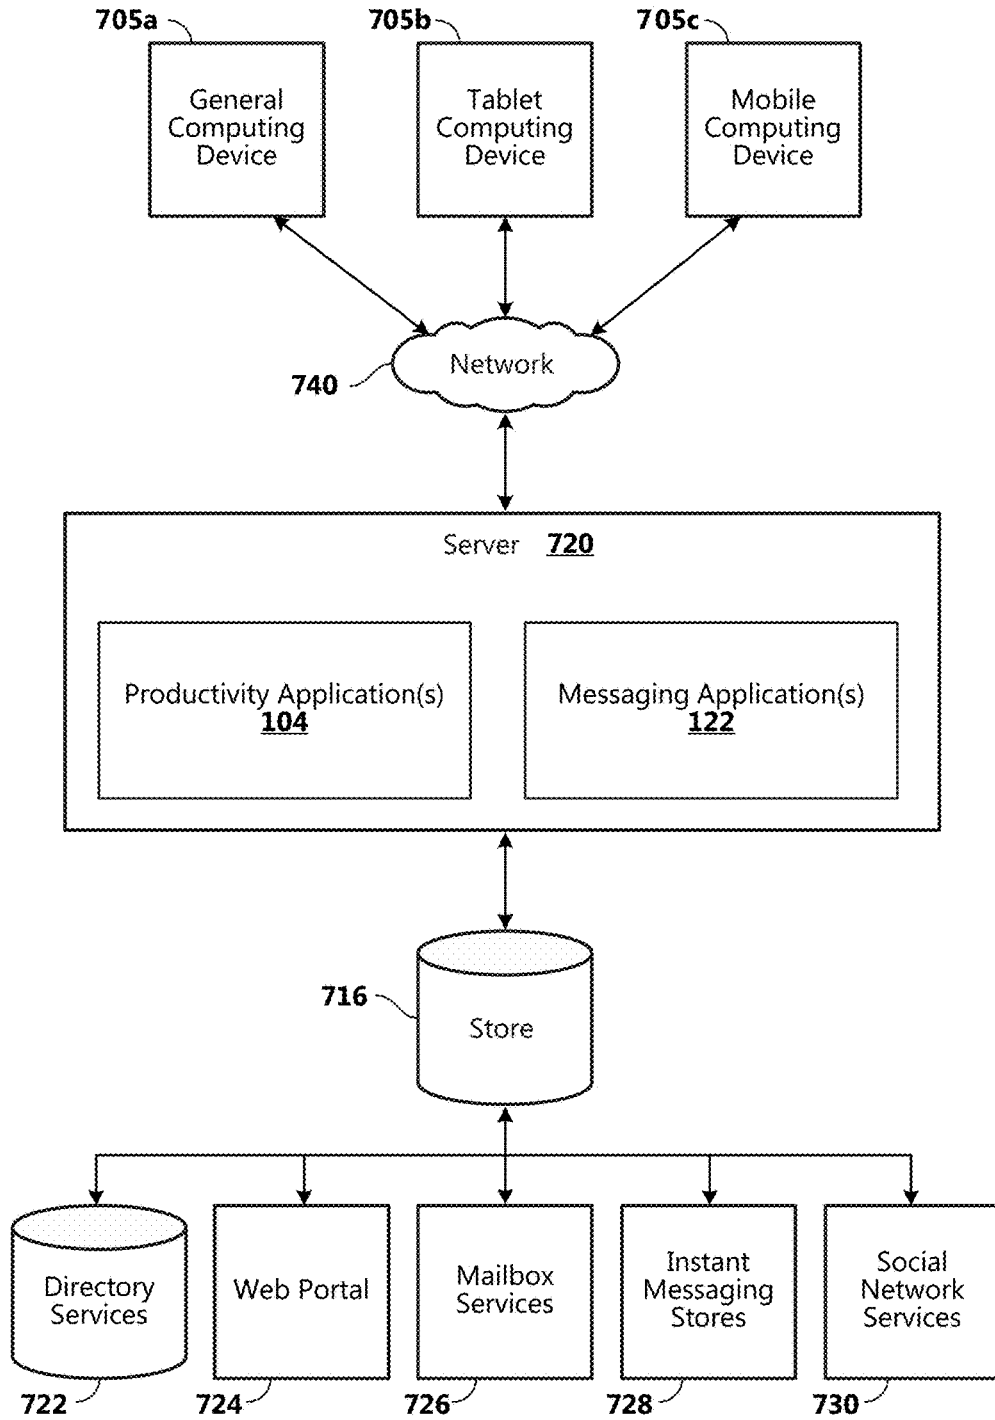 705a
705b
705c
General
Computing
Device
Tablet
Computing
Device
Mobile
Computing
Device
Network
740
Server 720
Productivity Application(s)
104
Messaging Application(s)
122
716
Store
Directory
Services
Web Portal
Mailbox
Services
Instant
Messaging
Stores
Social
Network
Services
722
724
726
728
730